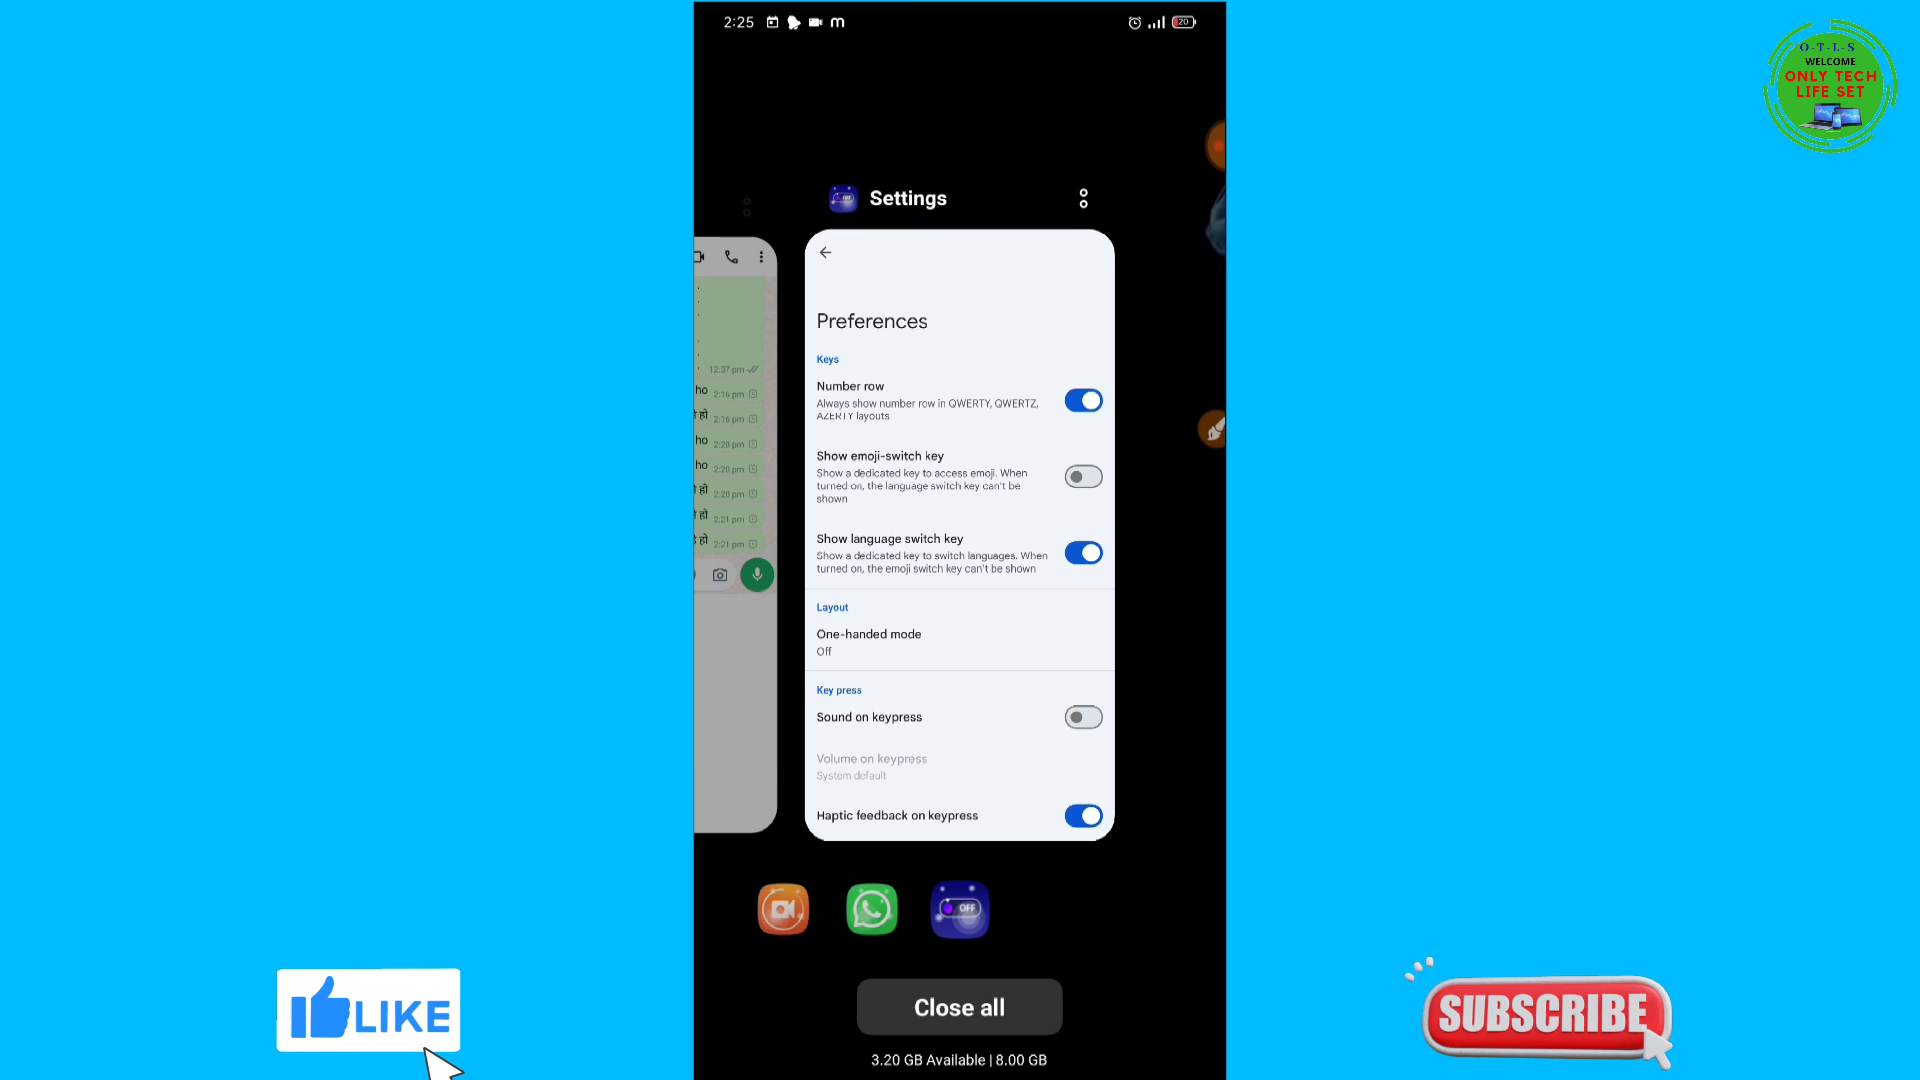 2:25
20
O-T-L-S
WELCOME
ONLY TECH
LIFE SET
Settings
Preferences
Keys
Number row
Always show number row in QWERTY, QWERTZ,
AZERTY layouts
Show emoji-switch key
Show a dedicated key to access emoji. When
turned on, the language switch key can't be
shown
Show language switch key
Show a dedicated key to switch languages. When
turned on, the emoji switch key can't be shown
Layout
One-handed mode
Off
Key press
Sound on keypress
Volume on keypress
System default
Haptic feedback on keypress
12:37 pm
ho 2:16 pm
हो 2:16 pm
ho 2:20 pm
ho 2:20 pm
हो 2:20 pm
हो 2:21 pm
हो 2:21 pm
OFF
Close all
3.20 GB Available | 8.00 GB
LIKE
SUBSCRIBE